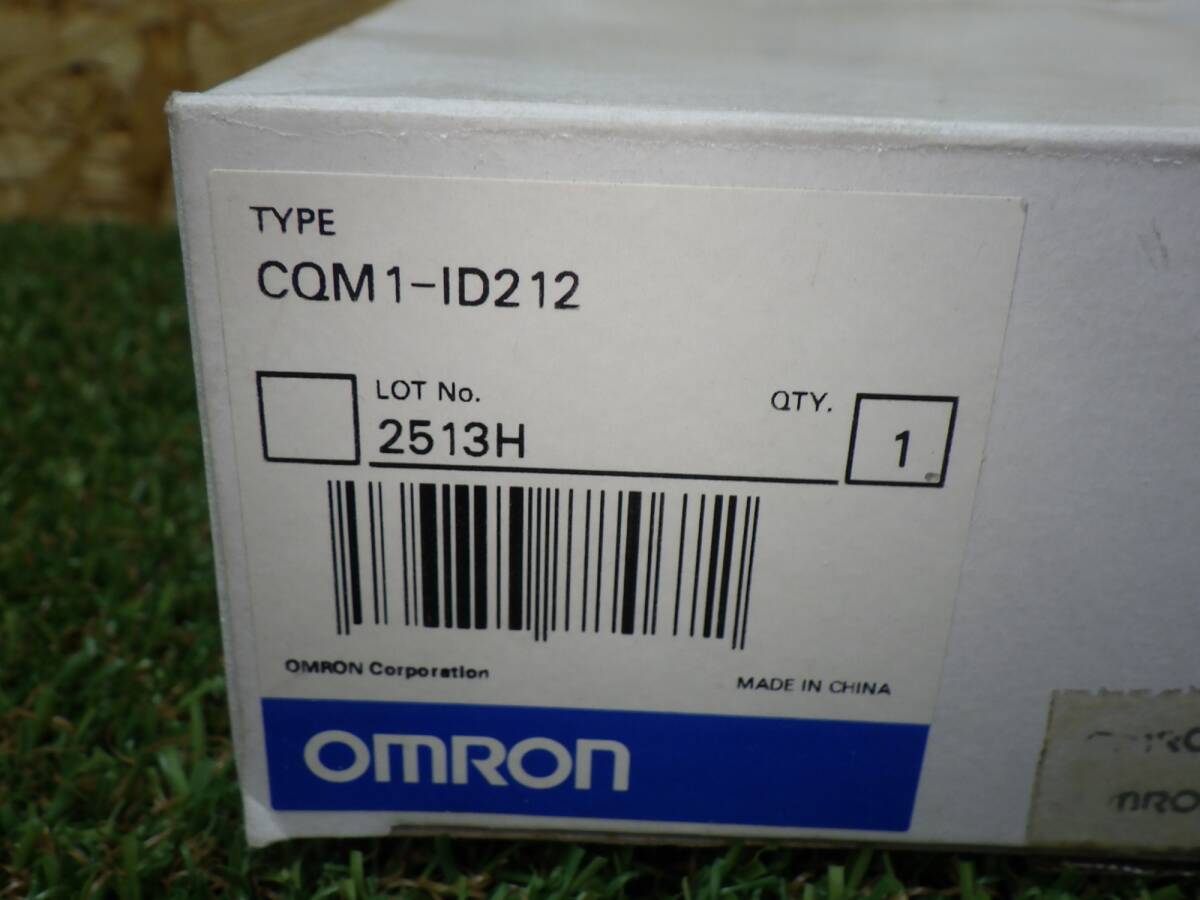 TYPE
CQM1-ID212
LOT No.
2513H
QTY.
1
OMRON Corporation
MADE IN CHINA
OMRON